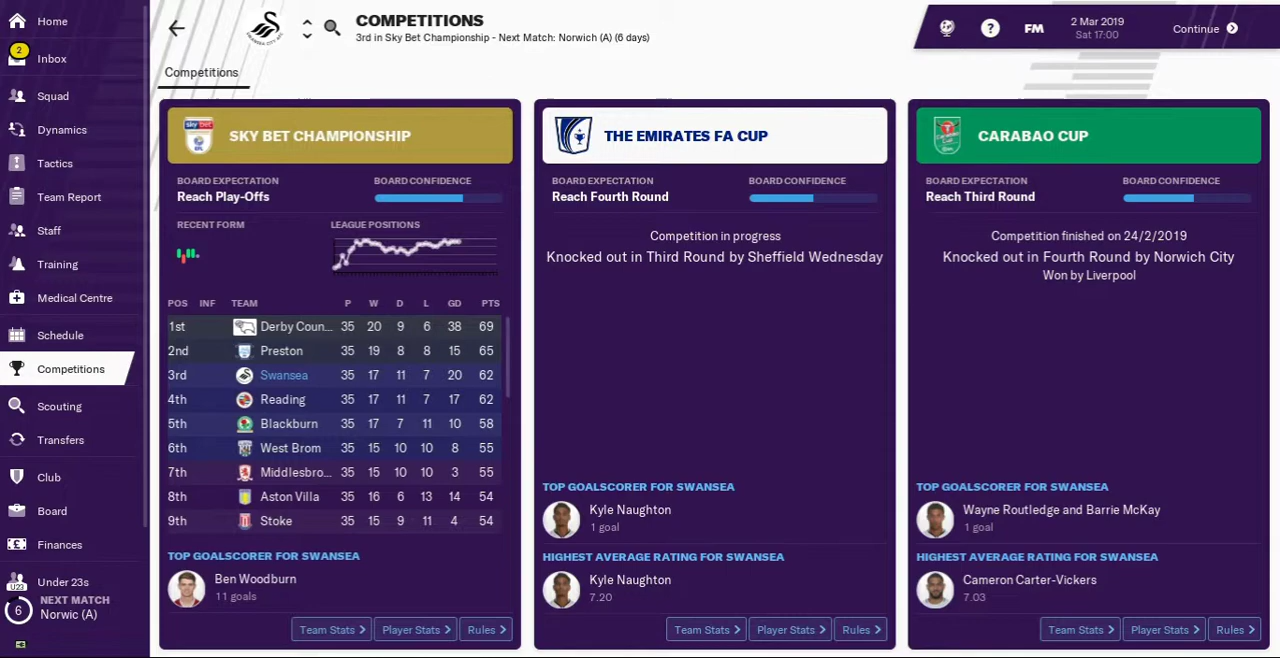 Home
2
Inbox
Squad
Dynamics
Tactics
Team Report
Staff
Training
Medical Centre
Schedule
Competitions
Scouting
Transfers
Club
Board
Finances
Under 23s
U23
NEXT MATCH
6 Norwic (A)
COMPETITIONS
3rd in Sky Bet Championship - Next Match: Norwich (A) (6 days)
? FM 2 Mar 2019
Sat 17:00
Continue
Competitions
sky bet
EFL
SKY BET CHAMPIONSHIP
BOARD EXPECTATION BOARD CONFIDENCE
Reach Play-Offs
RECENT FORM LEAGUE POSITIONS
POS INF TEAM P W D L GD PTS
1st Derby Coun... 35 20 9 6 38 69
2nd Preston 35 19 8 8 15 65
3rd Swansea 35 17 11 7 20 62
4th Reading 35 17 11 7 17 62
5th Blackburn 35 17 7 11 10 58
6th West Brom 35 15 10 10 8 55
7th Middlesbro... 35 15 10 10 3 55
8th Aston Villa 35 16 6 13 14 54
9th Stoke 35 15 9 11 4 54
TOP GOALSCORER FOR SWANSEA
Ben Woodburn
11 goals
Team Stats Player Stats Rules
THE EMIRATES FA CUP
BOARD EXPECTATION BOARD CONFIDENCE
Reach Fourth Round
Competition in progress
Knocked out in Third Round by Sheffield Wednesday
TOP GOALSCORER FOR SWANSEA
Kyle Naughton
1 goal
HIGHEST AVERAGE RATING FOR SWANSEA
Kyle Naughton
7.20
Team Stats Player Stats Rules
CARABAO CUP
BOARD EXPECTATION BOARD CONFIDENCE
Reach Third Round
Competition finished on 24/2/2019
Knocked out in Fourth Round by Norwich City
Won by Liverpool
TOP GOALSCORER FOR SWANSEA
Wayne Routledge and Barrie McKay
1 goal
HIGHEST AVERAGE RATING FOR SWANSEA
Cameron Carter-Vickers
7.03
Team Stats Player Stats Rules